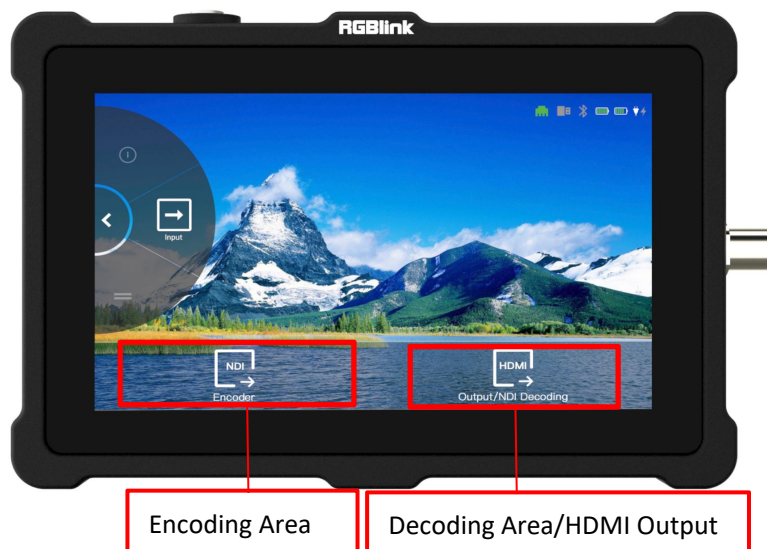 RGBlink
Input
NDI
Encoder
HDMI
Output/NDI Decoding
Encoding Area
Decoding Area/HDMI Output